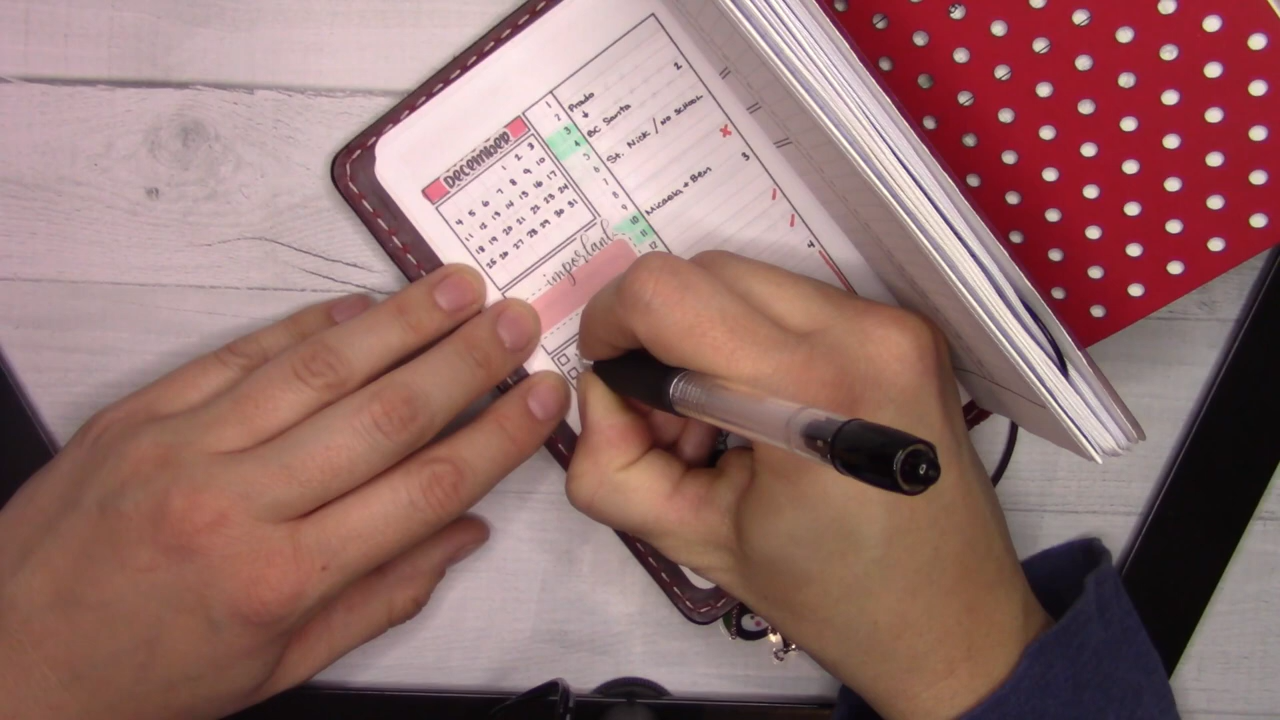 December
1 2 3
4 5 6 7 8 9 10
11 12 13 14 15 16 17
18 19 20 21 22 23 24
25 26 27 28 29 30 31
important
1 Prado
2 ↓
3 BC Santa
4
5
6 St. Nick / No School
7
8
9
10 Micaela + Ben
11
12
2
x
3
4